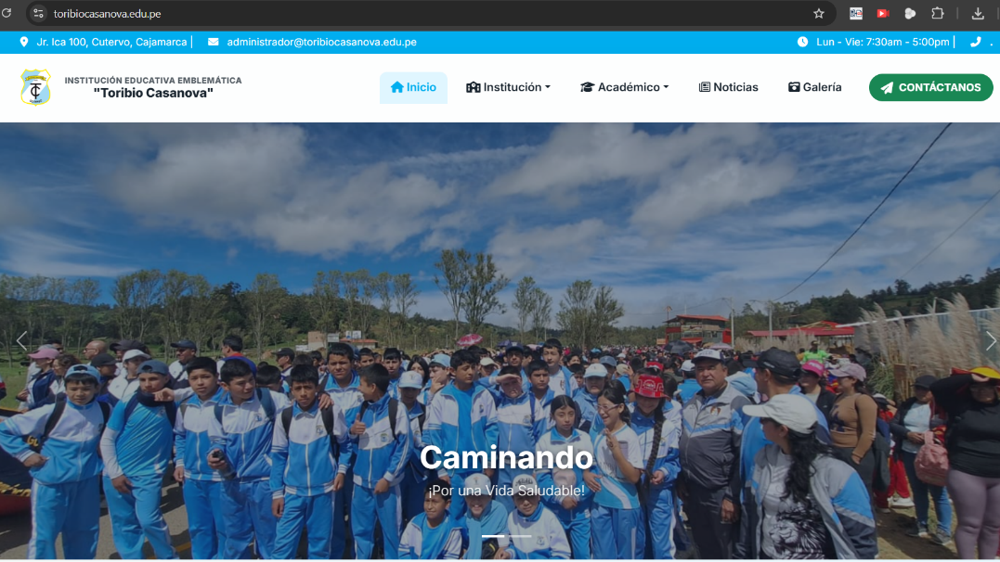 toribiocasanova.edu.pe
Jr. Ica 100, Cutervo, Cajamarca |
administrador@toribiocasanova.edu.pe
Lun - Vie: 7:30am - 5:00pm |
.
INSTITUCIÓN EDUCATIVA EMBLEMÁTICA
"Toribio Casanova"
Inicio
Institución
Académico
Noticias
Galería
CONTÁCTANOS
Caminando
¡Por una Vida Saludable!